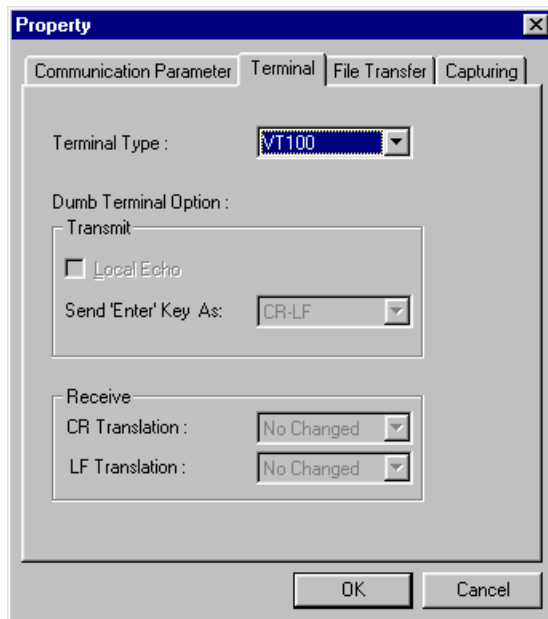 Property
Communication Parameter Terminal File Transfer Capturing
Terminal Type : VT100
Dumb Terminal Option :
Transmit
Local Echo
Send 'Enter' Key As: CR-LF
Receive
CR Translation : No Changed
LF Translation : No Changed
OK Cancel